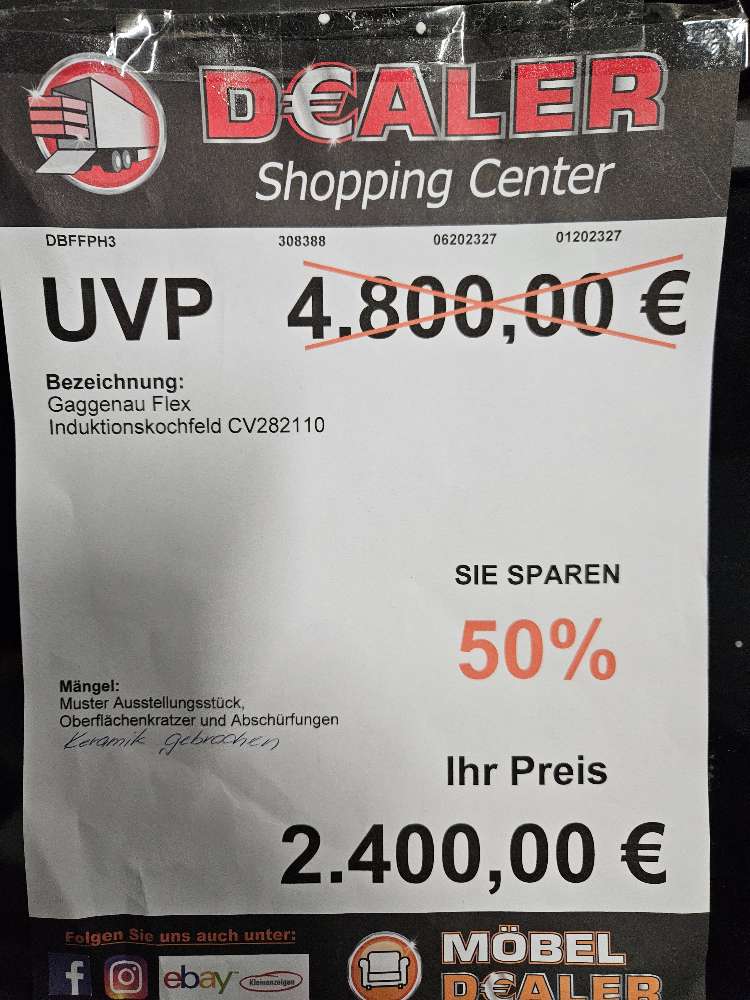 D€ALER
Shopping Center
DBFFPH3 308388 06202327 01202327
UVP 4.800,00 €
Bezeichnung:
Gaggenau Flex
Induktionskochfeld CV282110
SIE SPAREN
50%
Mängel:
Muster Ausstellungsstück,
Oberflächenkratzer und Abschürfungen
Keramik gebrochen
Ihr Preis
2.400,00 €
Folgen Sie uns auch unter:
f ebay Kleinanzeigen
MÖBEL
D€ALER